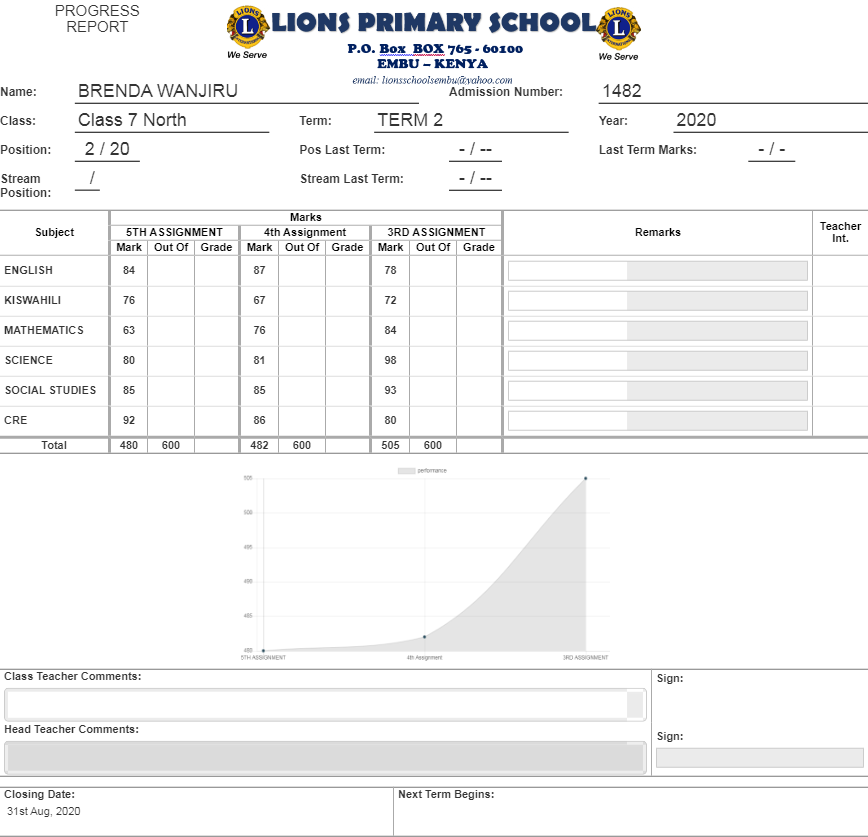 PROGRESS
REPORT
LIONS PRIMARY SCHOOL
We Serve
We Serve
P.O. Box BOX 765 - 60100
EMBU – KENYA
email: lionsschoolsembu@yahoo.com
Name: BRENDA WANJIRU Admission Number: 1482
Class: Class 7 North Term: TERM 2 Year: 2020
Position: 2 / 20 Pos Last Term: - / -- Last Term Marks: - / -
Stream Position: / Stream Last Term: - / --
Marks
Subject 5TH ASSIGNMENT 4th Assignment 3RD ASSIGNMENT Remarks Teacher Int.
Mark Out Of Grade Mark Out Of Grade Mark Out Of Grade
ENGLISH 84 87 78
KISWAHILI 76 67 72
MATHEMATICS 63 76 84
SCIENCE 80 81 98
SOCIAL STUDIES 85 85 93
CRE 92 86 80
Total 480 600 482 600 505 600
performance
505
500
495
490
485
480
5TH ASSIGNMENT 4th Assignment 3RD ASSIGNMENT
Class Teacher Comments: Sign:
Head Teacher Comments: Sign:
Closing Date: Next Term Begins:
31st Aug, 2020